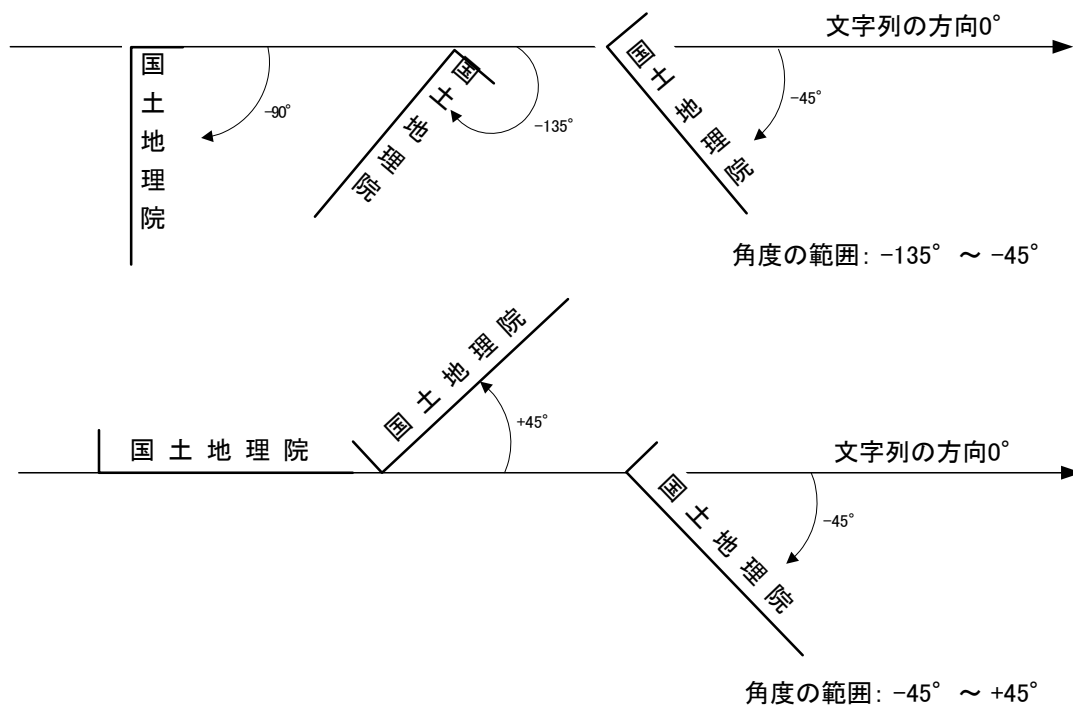 文字列の方向0°
国土地理院
-90°
国土地理院
-135°
国土地理院
-45°
角度の範囲: -135° ～ -45°
国土地理院
国土地理院
+45°
文字列の方向0°
国土地理院
-45°
角度の範囲: -45° ～ +45°